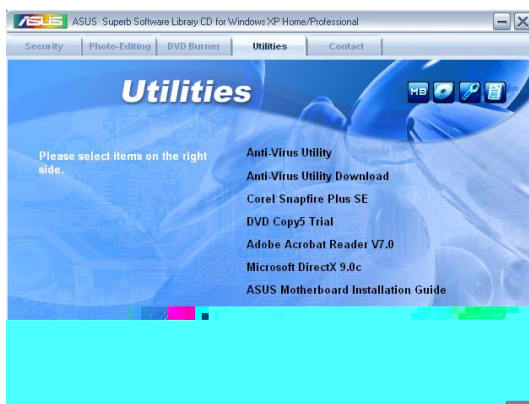 ASUS ASUS Superb Software Library CD for Windows XP Home/Professional
Security Photo-Editing DVD Burner Utilities Contact
Utilities
MB
Please select items on the right
side.
Anti-Virus Utility
Anti-Virus Utility Download
Corel Snapfire Plus SE
DVD Copy5 Trial
Adobe Acrobat Reader V7.0
Microsoft DirectX 9.0c
ASUS Motherboard Installation Guide